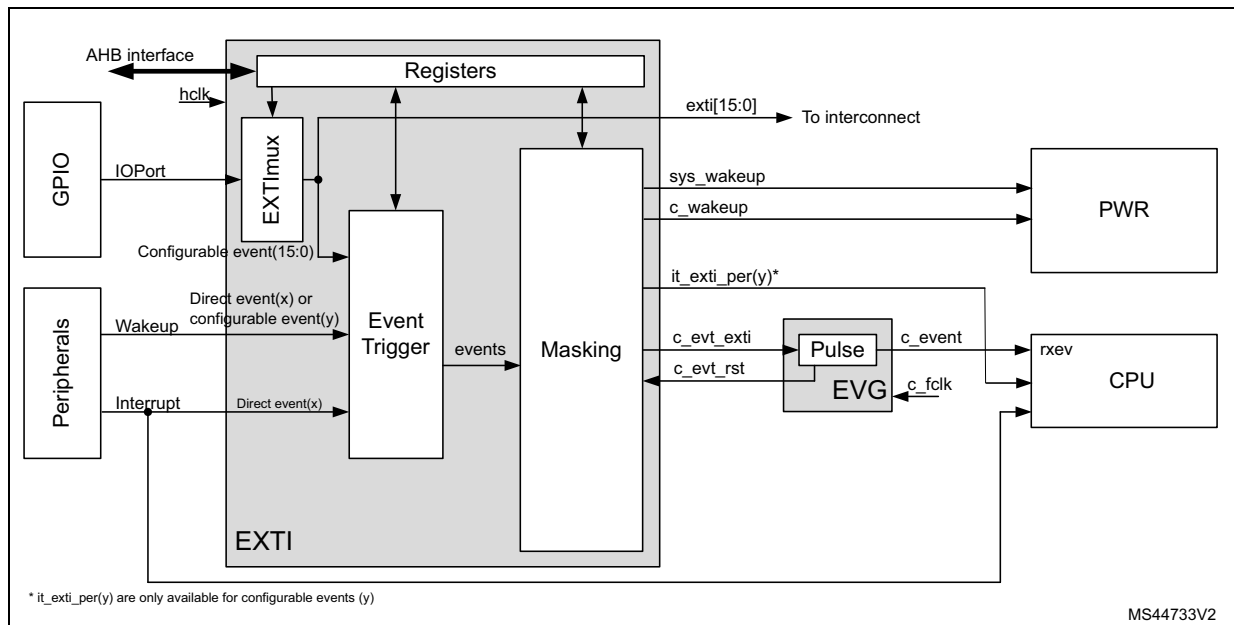 AHB interface
Registers
hclk
exti[15:0]
To interconnect
GPIO
IOPort
EXTImux
sys_wakeup
c_wakeup
PWR
Configurable event(15:0)
it_exti_per(y)*
Peripherals
Direct event(x) or
configurable event(y)
Wakeup
Event
Trigger
events
Masking
c_evt_exti
Pulse
c_event
rxev
CPU
c_evt_rst
EVG
c_fclk
Interrupt
Direct event(x)
EXTI
* it_exti_per(y) are only available for configurable events (y)
MS44733V2